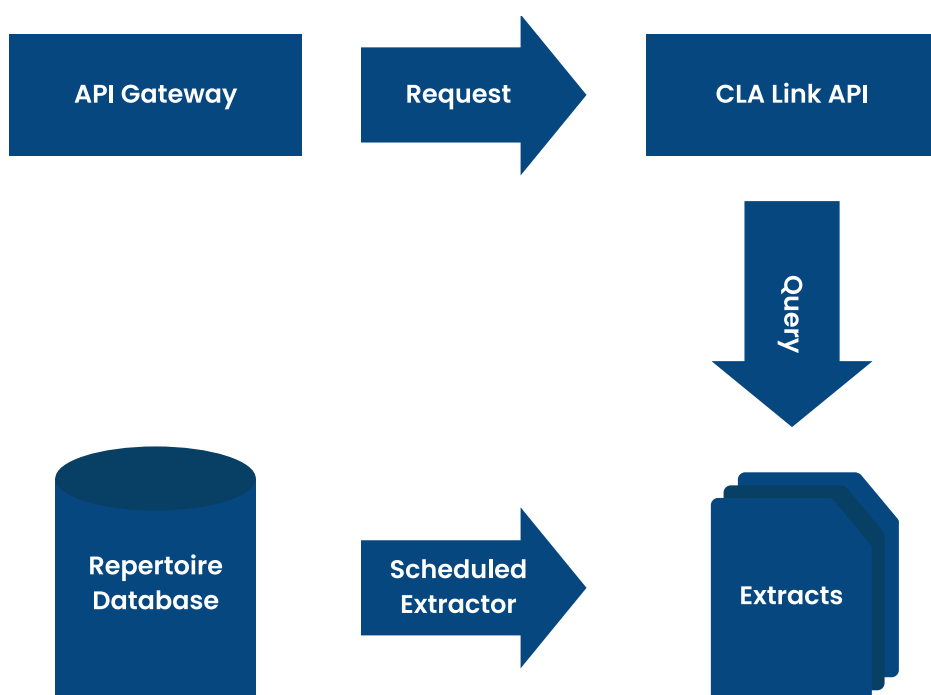 API Gateway
Request
CLA Link API
Query
Repertoire
Database
Scheduled
Extractor
Extracts